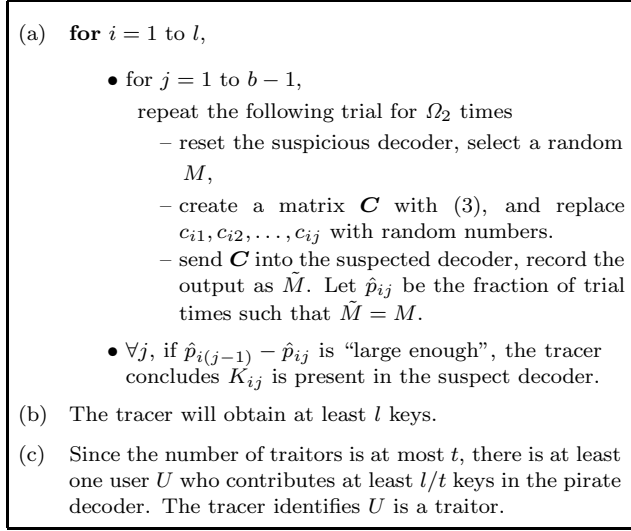 (a) for i = 1 to l,
• for j = 1 to b − 1,
repeat the following trial for Ω₂ times
– reset the suspicious decoder, select a random
M,
– create a matrix C with (3), and replace
c_{i1}, c_{i2}, . . . , c_{ij} with random numbers.
– send C into the suspected decoder, record the
output as M̃. Let p̂_{ij} be the fraction of trial
times such that M̃ = M.
• ∀j, if p̂_{i(j−1)} − p̂_{ij} is “large enough”, the tracer
concludes K_{ij} is present in the suspect decoder.
(b) The tracer will obtain at least l keys.
(c) Since the number of traitors is at most t, there is at least
one user U who contributes at least l/t keys in the pirate
decoder. The tracer identifies U is a traitor.